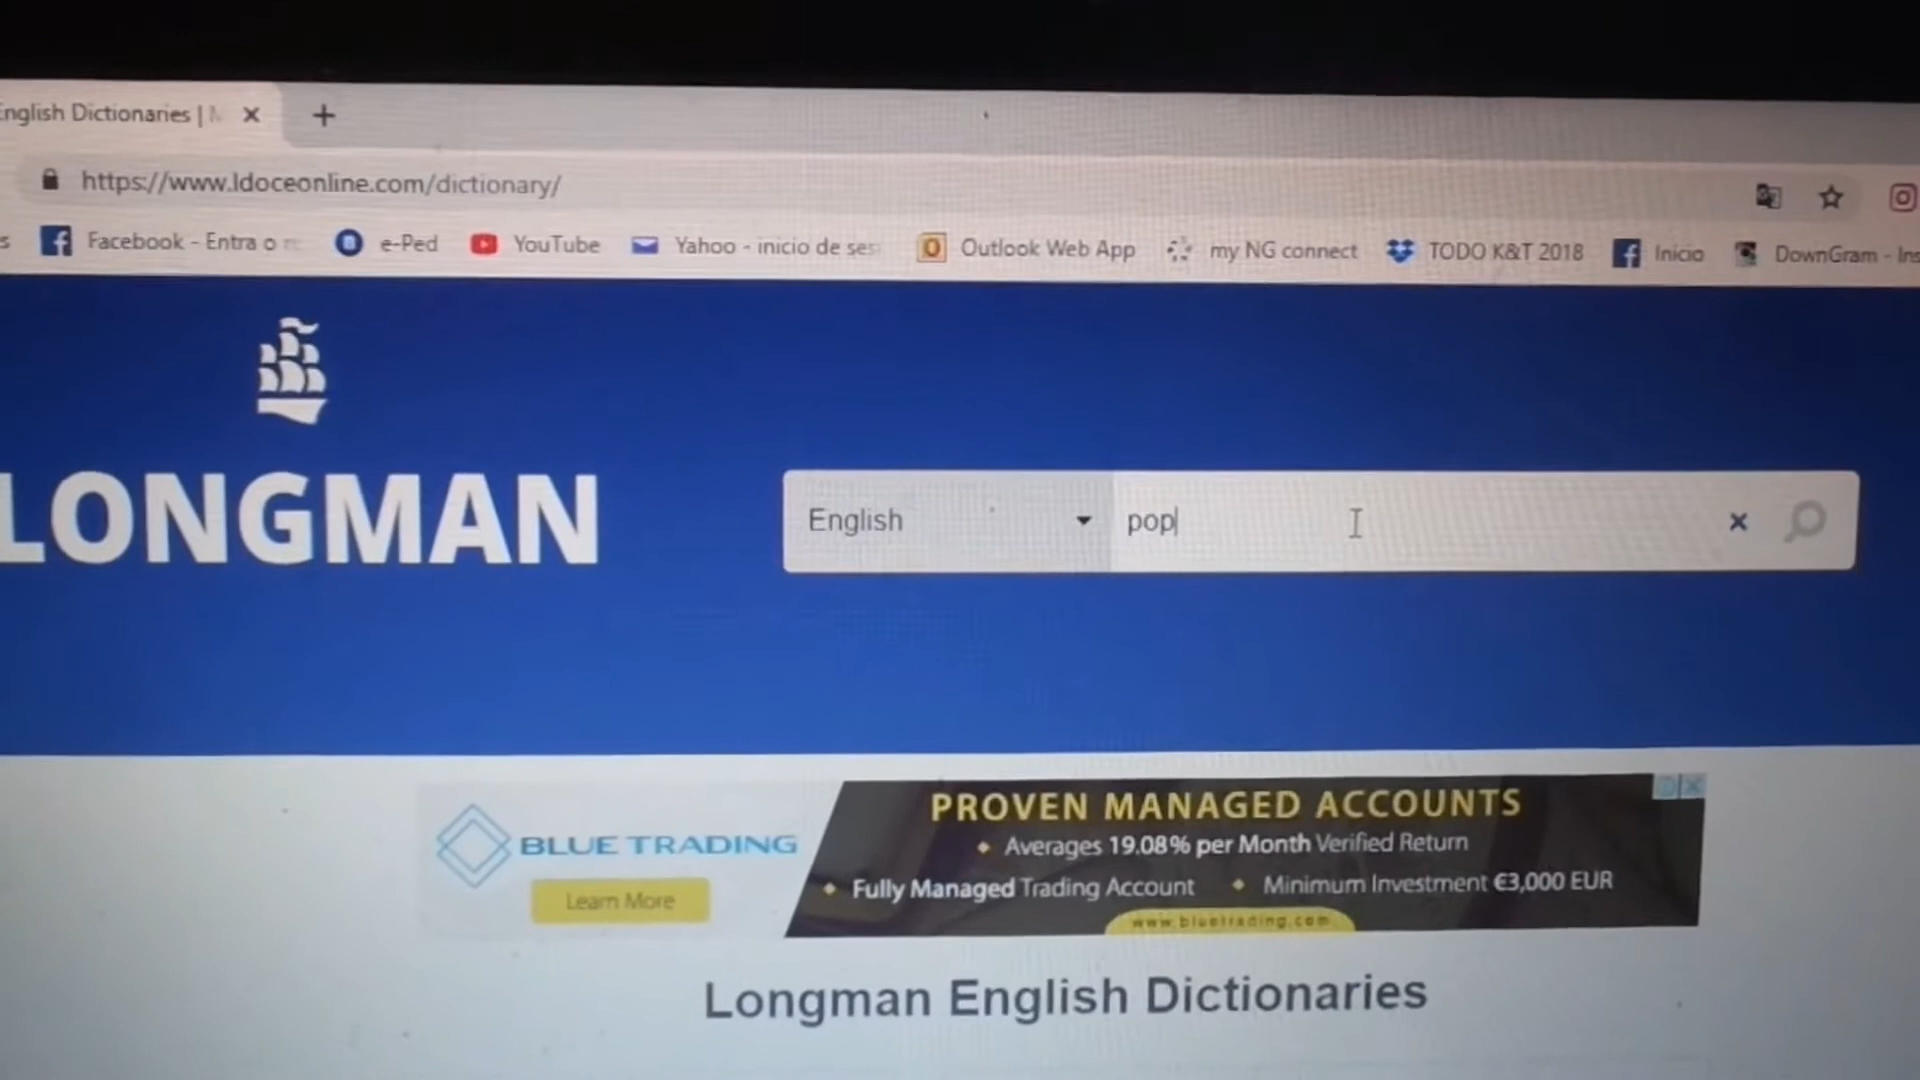 English Dictionaries |
https://www.ldoceonline.com/dictionary/
s Facebook - Entra o e-Ped YouTube Yahoo - inicio de ses Outlook Web App my NG connect TODO K&T 2018 Inicio DownGram - Ins
LONGMAN
English pop
BLUE TRADING
Learn More
PROVEN MANAGED ACCOUNTS
Averages 19.08% per Month Verified Return
Fully Managed Trading Account Minimum Investment €3,000 EUR
www.bluetrading.com
Longman English Dictionaries